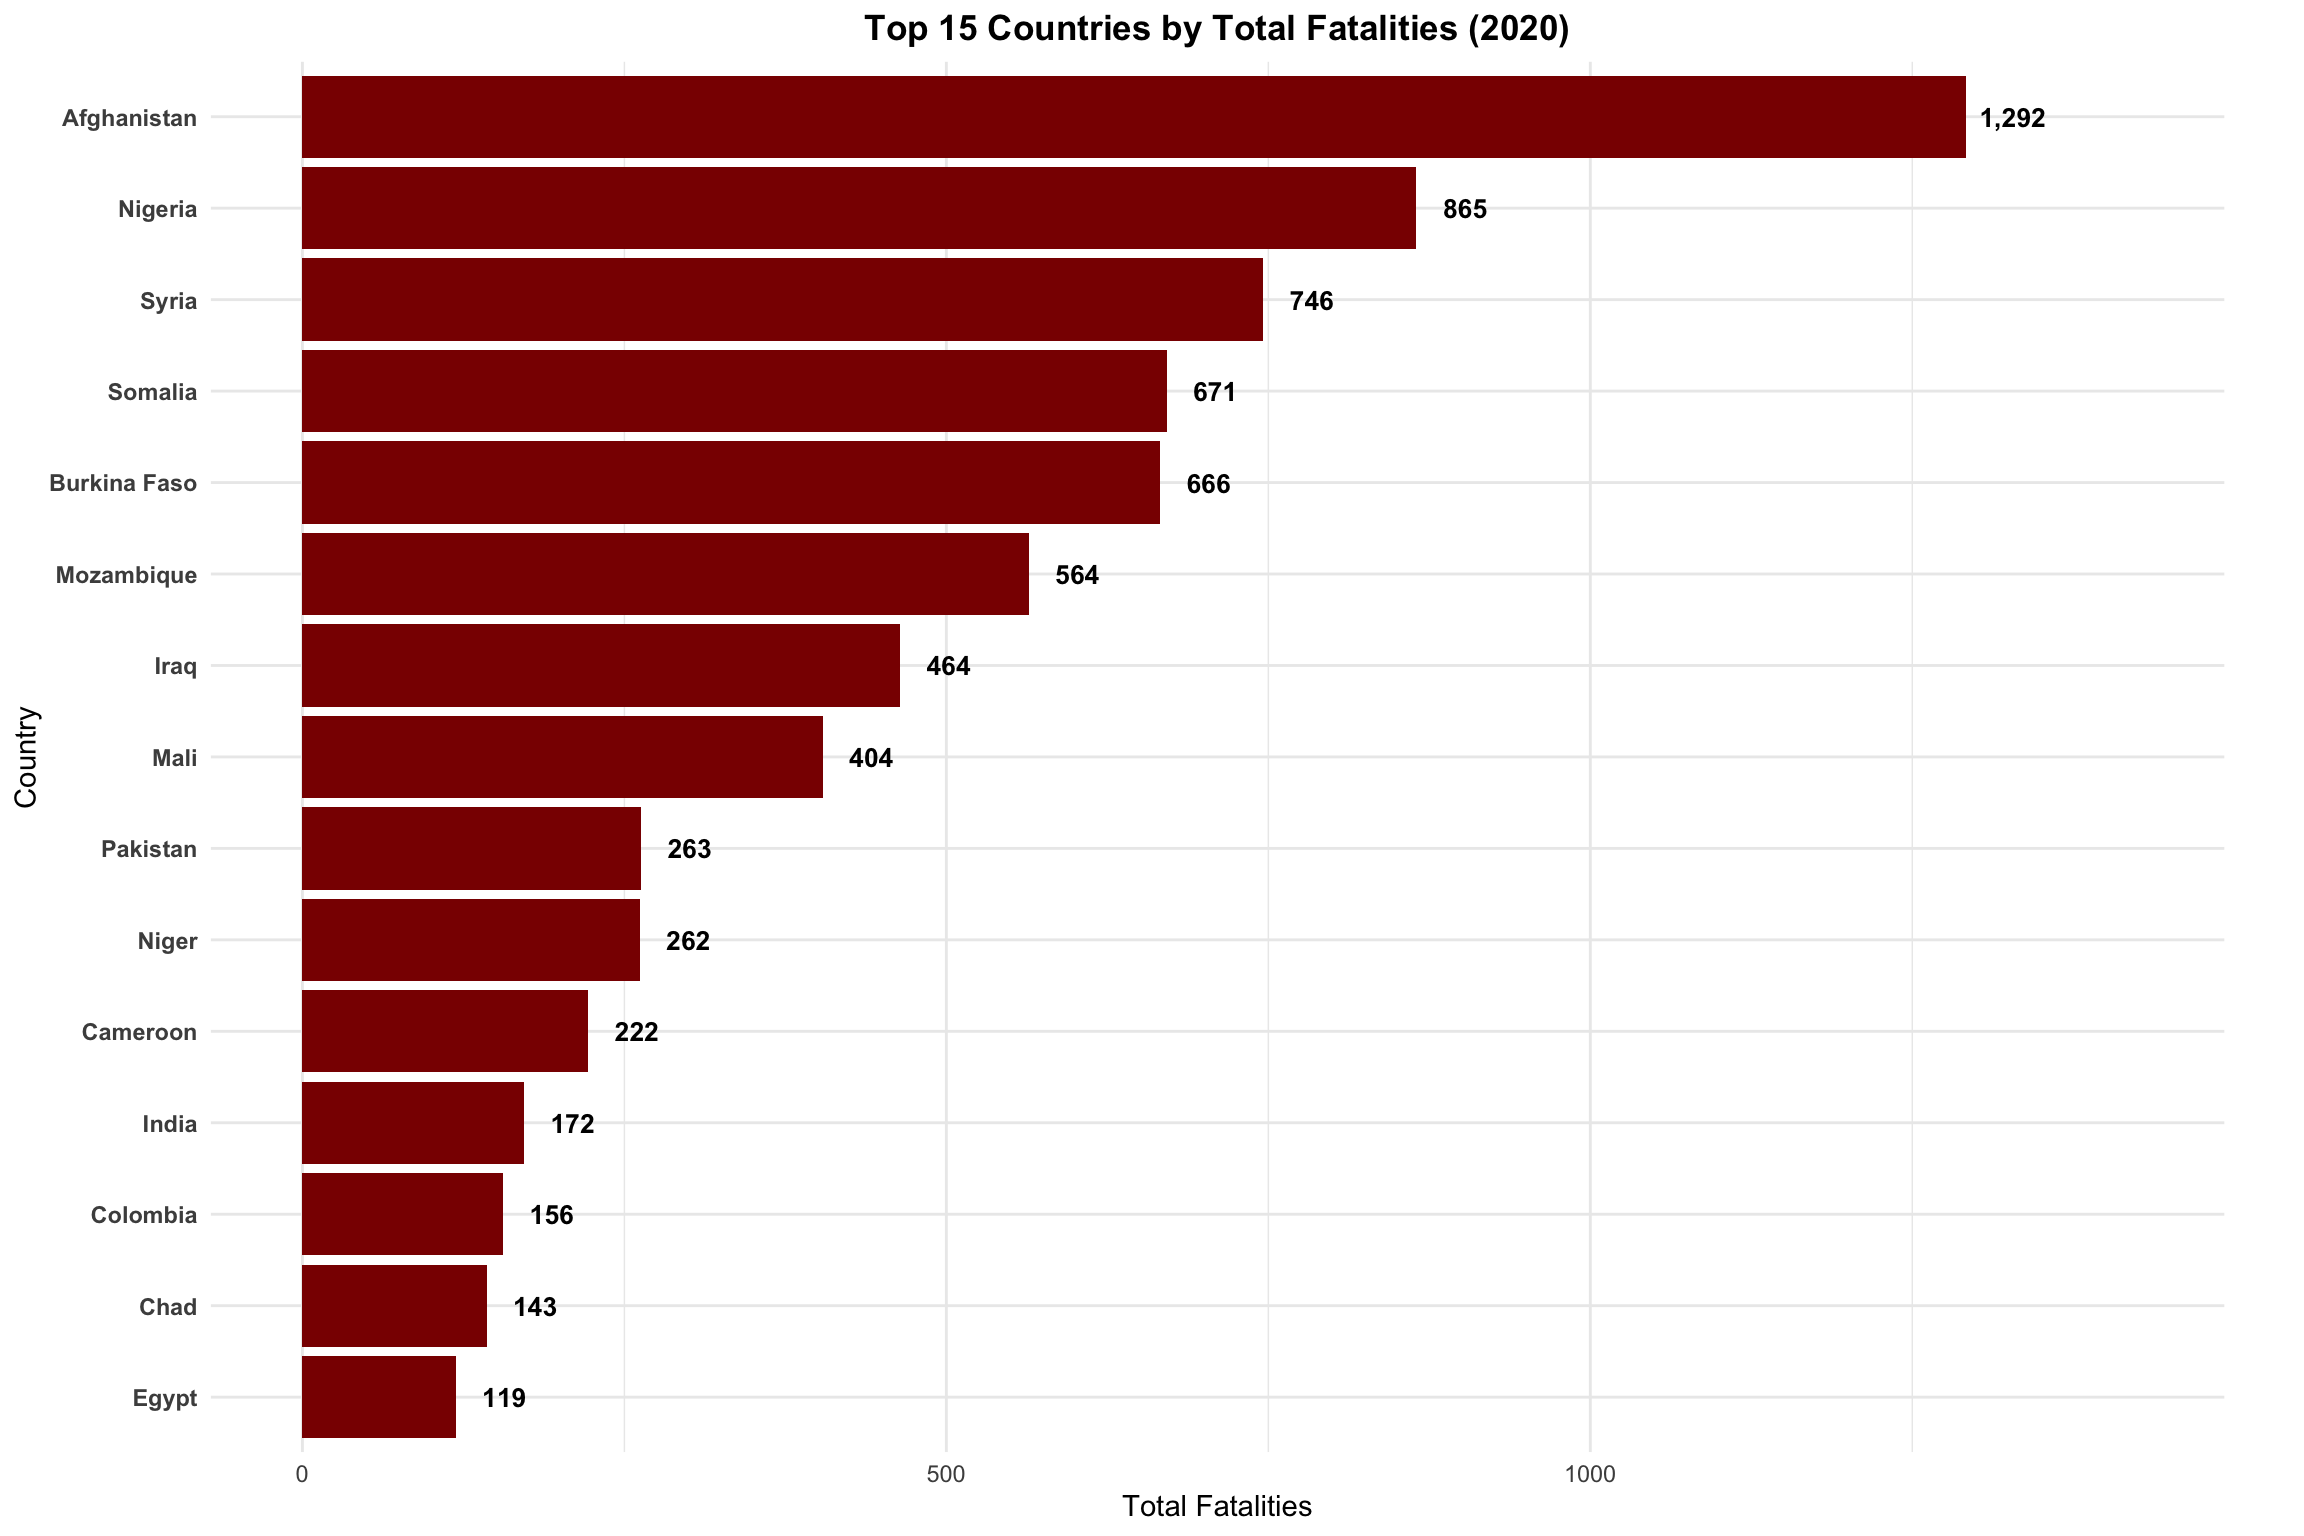 Top 15 Countries by Total Fatalities (2020)
Afghanistan 1,292
Nigeria 865
Syria 746
Somalia 671
Burkina Faso 666
Mozambique 564
Iraq 464
Mali 404
Pakistan 263
Niger 262
Cameroon 222
India 172
Colombia 156
Chad 143
Egypt 119
Country
0 500 1000
Total Fatalities